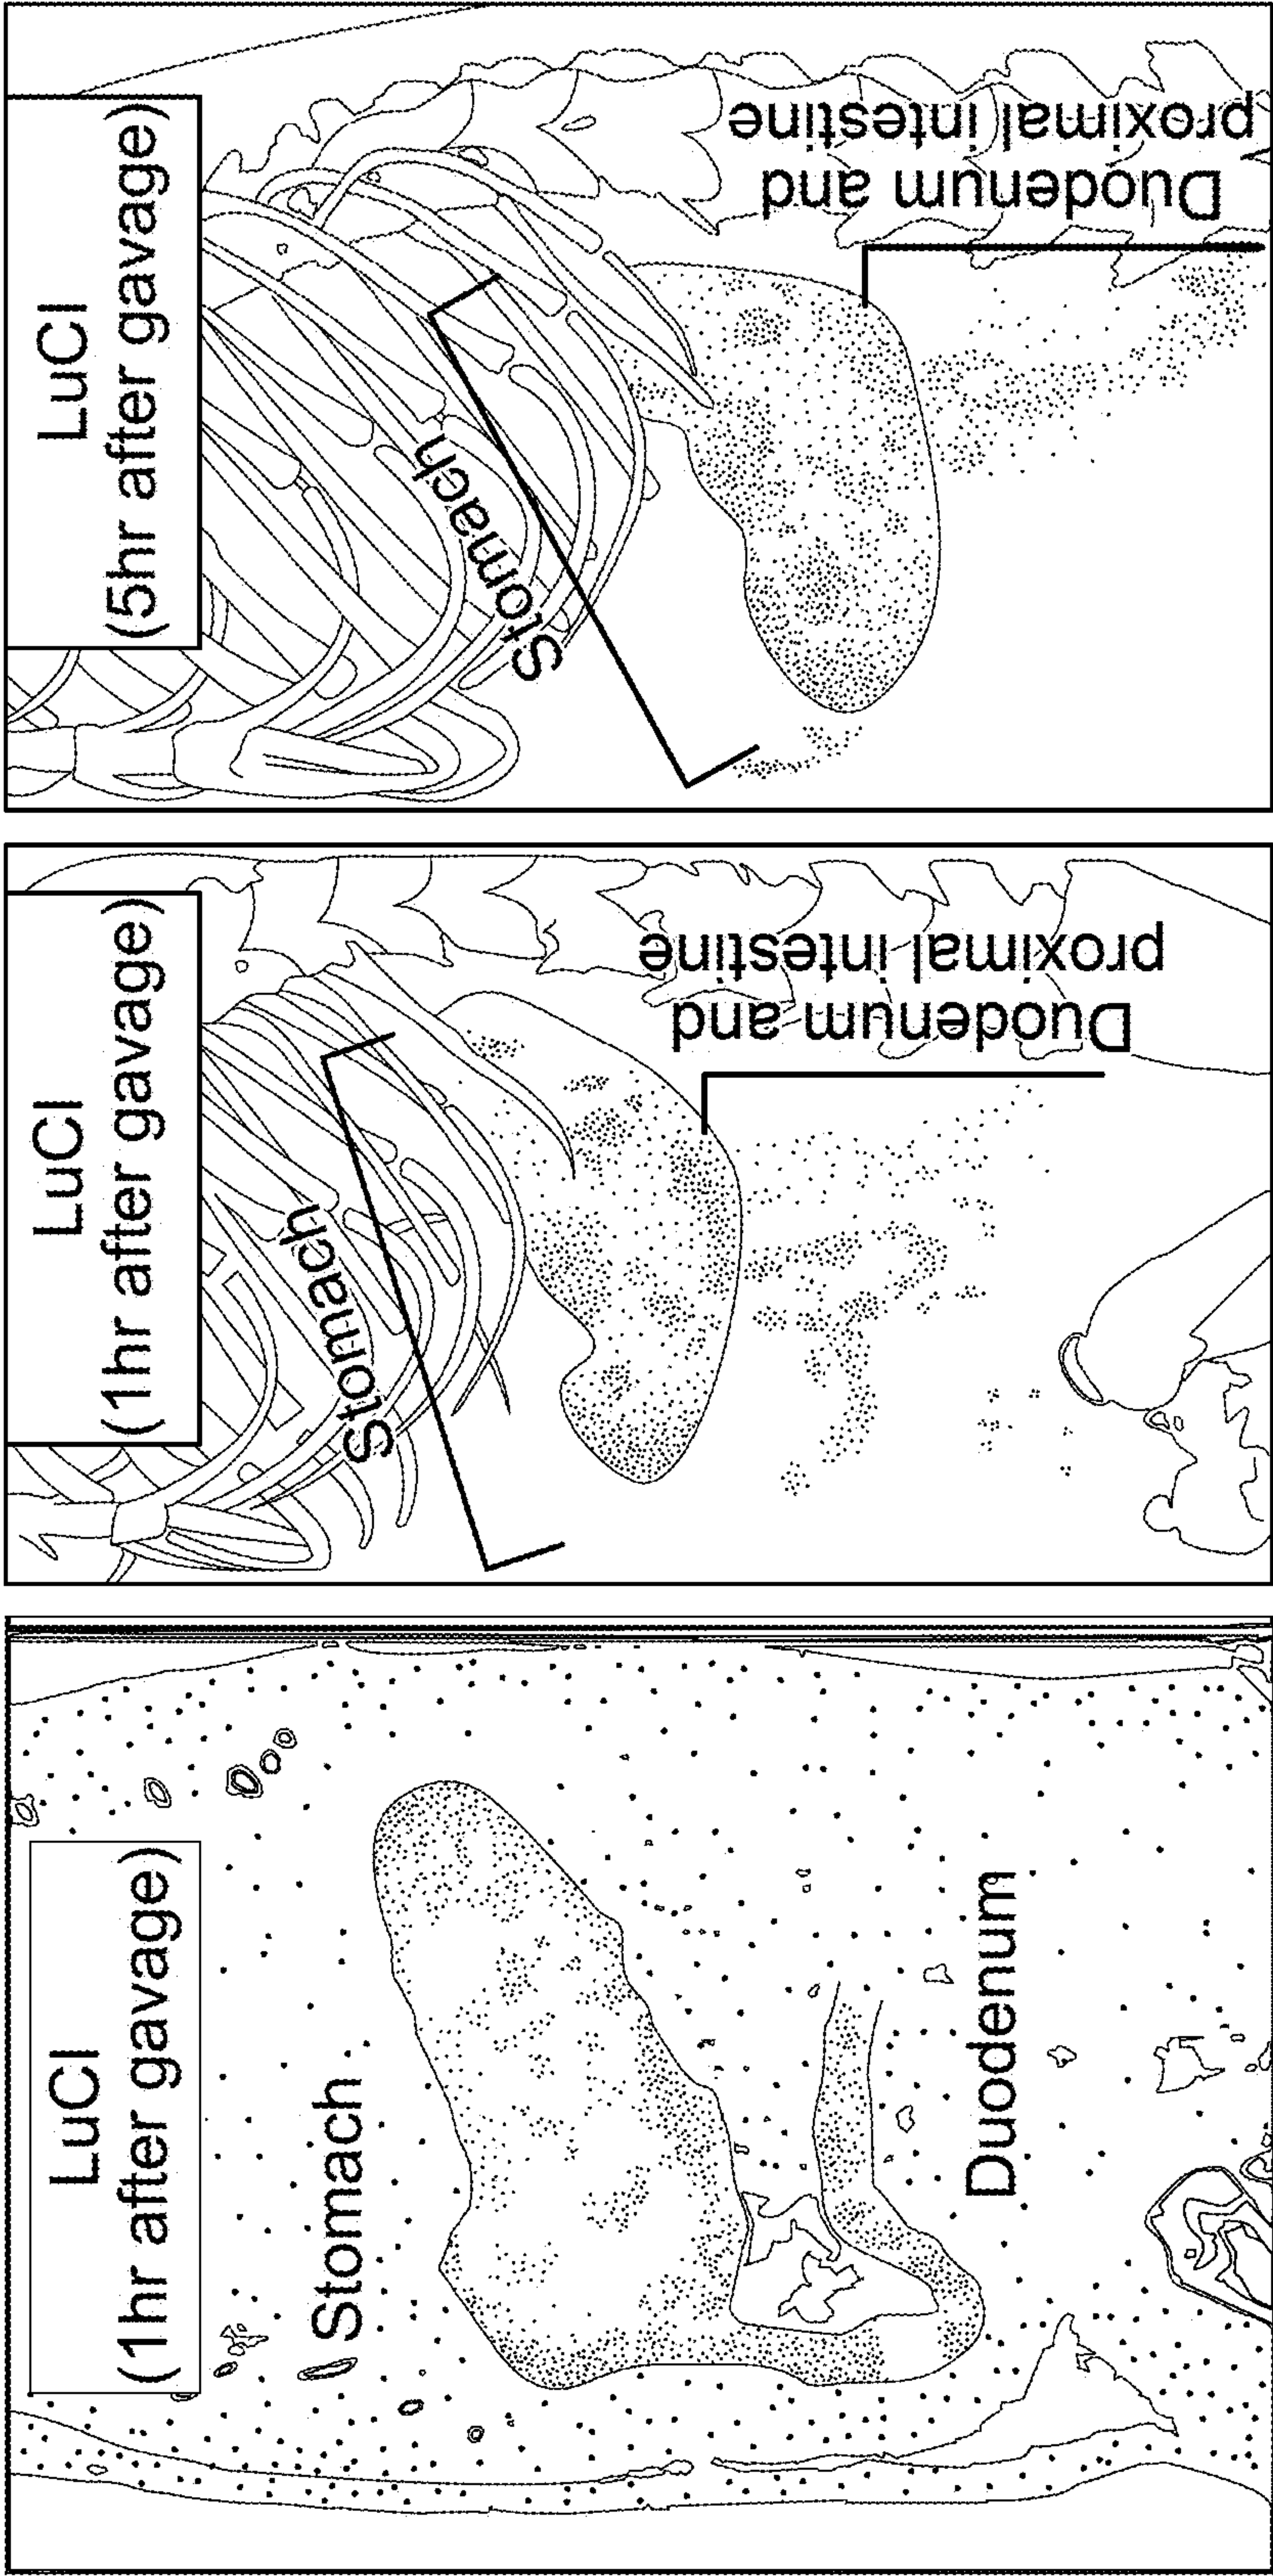 LuCl
(1hr after gavage)
Stomach
Duodenum
LuCl
(1hr after gavage)
Stomach
Duodenum and
proximal intestine
LuCl
(5hr after gavage)
Stomach
Duodenum and
proximal intestine